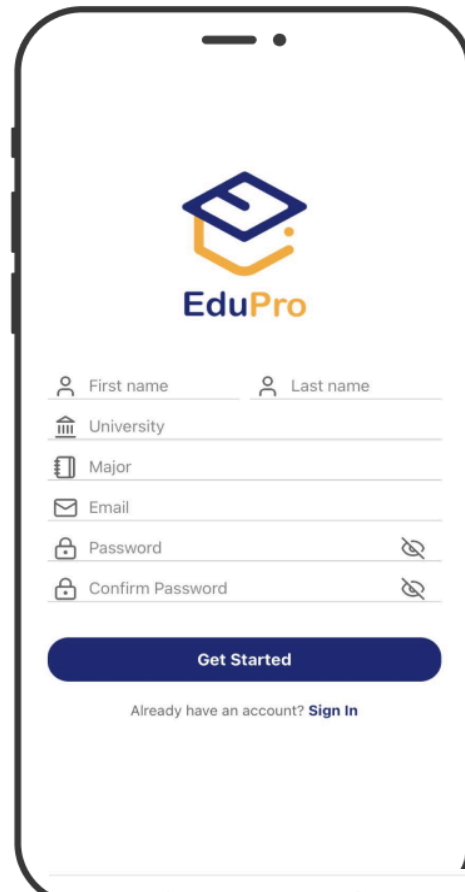 EduPro
First name Last name
University
Major
Email
Password
Confirm Password
Get Started
Already have an account? Sign In